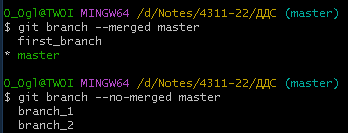 O_Ogl@TWOI MINGW64 /d/Notes/4311-22/ДДС (master)
$ git branch --merged master
  first_branch
* master

O_Ogl@TWOI MINGW64 /d/Notes/4311-22/ДДС (master)
$ git branch --no-merged master
  branch_1
  branch_2